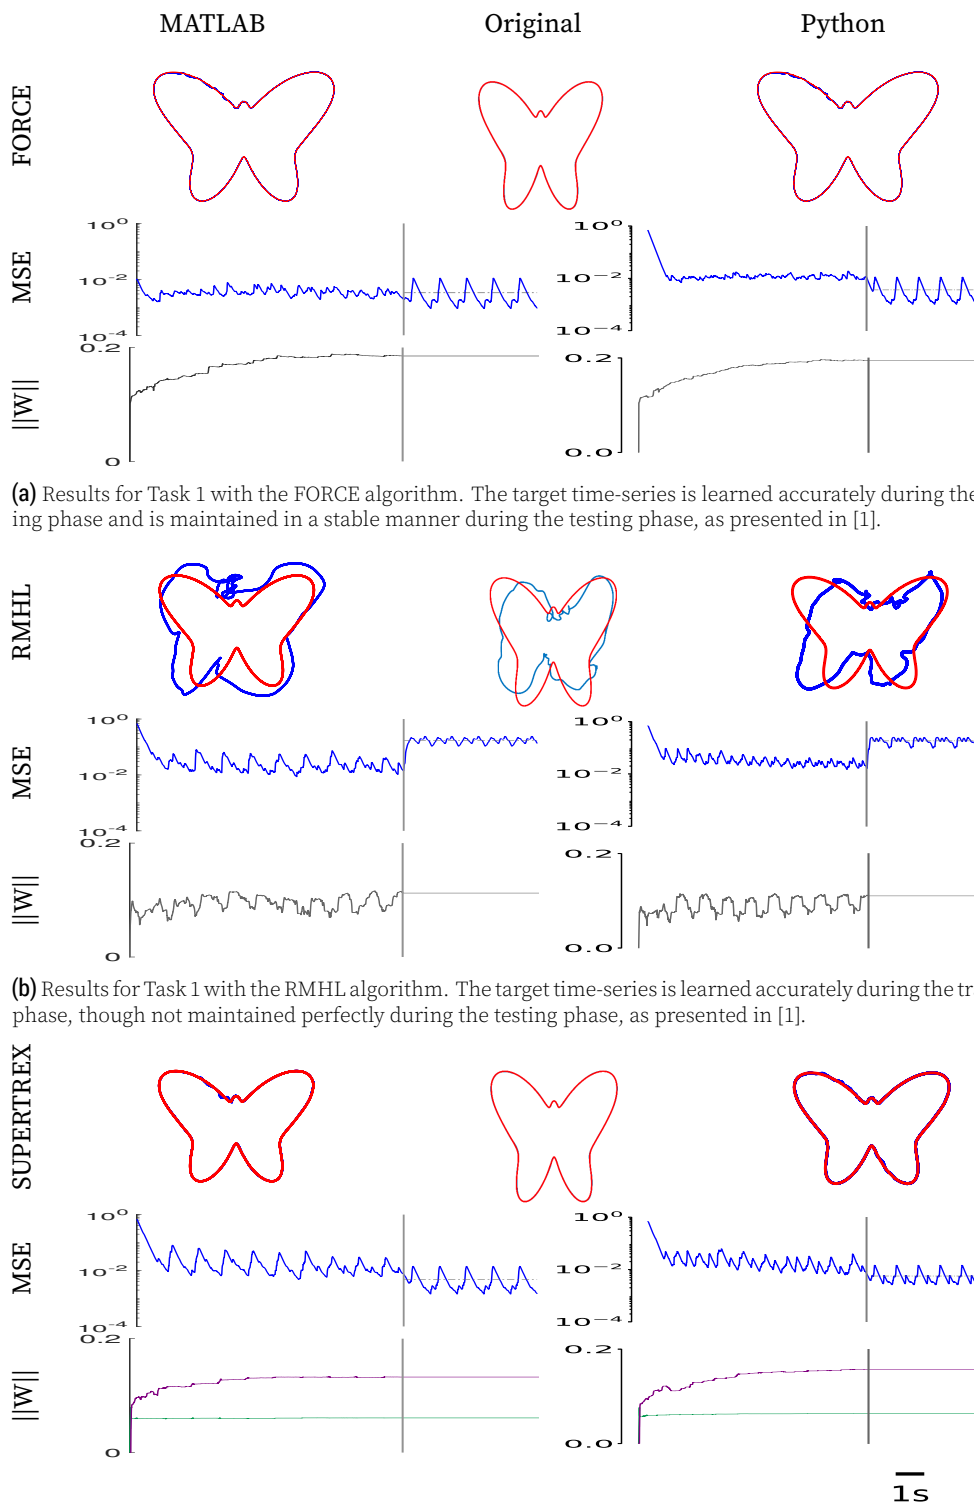 MATLAB Original Python
FORCE
MSE
10⁰
10⁻²
10⁻⁴
10⁰
10⁻²
10⁻⁴
||W||
0.2
0
0.2
0.0
(a) Results for Task 1 with the FORCE algorithm. The target time-series is learned accurately during the
ing phase and is maintained in a stable manner during the testing phase, as presented in [1].
RMHL
MSE
10⁰
10⁻²
10⁻⁴
10⁰
10⁻²
10⁻⁴
||W||
0.2
0
0.2
0.0
(b) Results for Task 1 with the RMHL algorithm. The target time-series is learned accurately during the tr
phase, though not maintained perfectly during the testing phase, as presented in [1].
SUPERTREX
MSE
10⁰
10⁻²
10⁻⁴
10⁰
10⁻²
10⁻⁴
||W||
0.2
0
0.2
0.0
1s